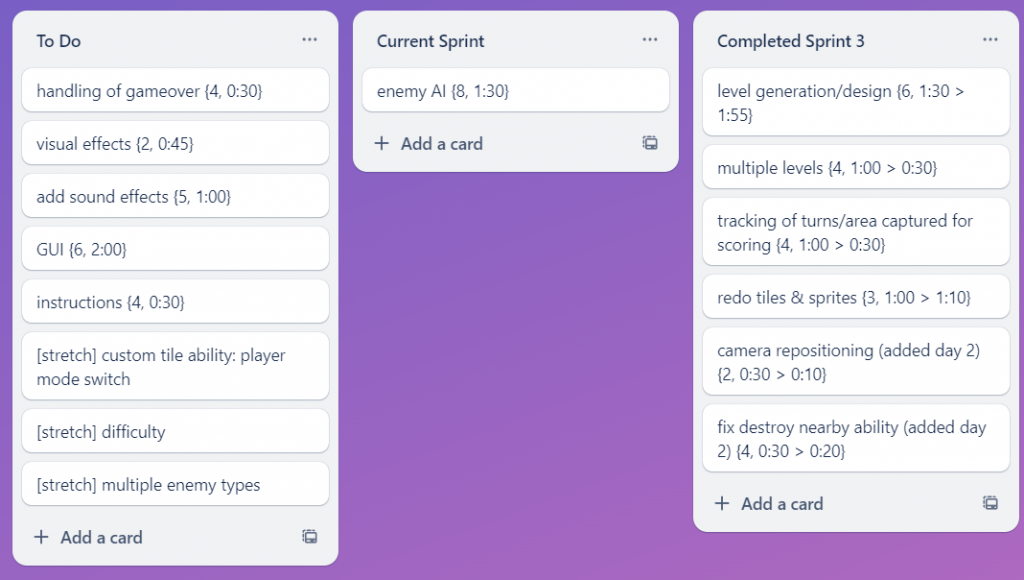 To Do
handling of gameover {4, 0:30}
visual effects {2, 0:45}
add sound effects {5, 1:00}
GUI {6, 2:00}
instructions {4, 0:30}
[stretch] custom tile ability: player
mode switch
[stretch] difficulty
[stretch] multiple enemy types
+ Add a card
Current Sprint
enemy AI {8, 1:30}
+ Add a card
Completed Sprint 3
level generation/design {6, 1:30 >
1:55}
multiple levels {4, 1:00 > 0:30}
tracking of turns/area captured for
scoring {4, 1:00 > 0:30}
redo tiles & sprites {3, 1:00 > 1:10}
camera repositioning (added day 2)
{2, 0:30 > 0:10}
fix destroy nearby ability (added day
2) {4, 0:30 > 0:20}
+ Add a card